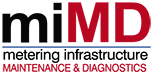 miMD
metering infrastructure
MAINTENANCE & DIAGNOSTICS